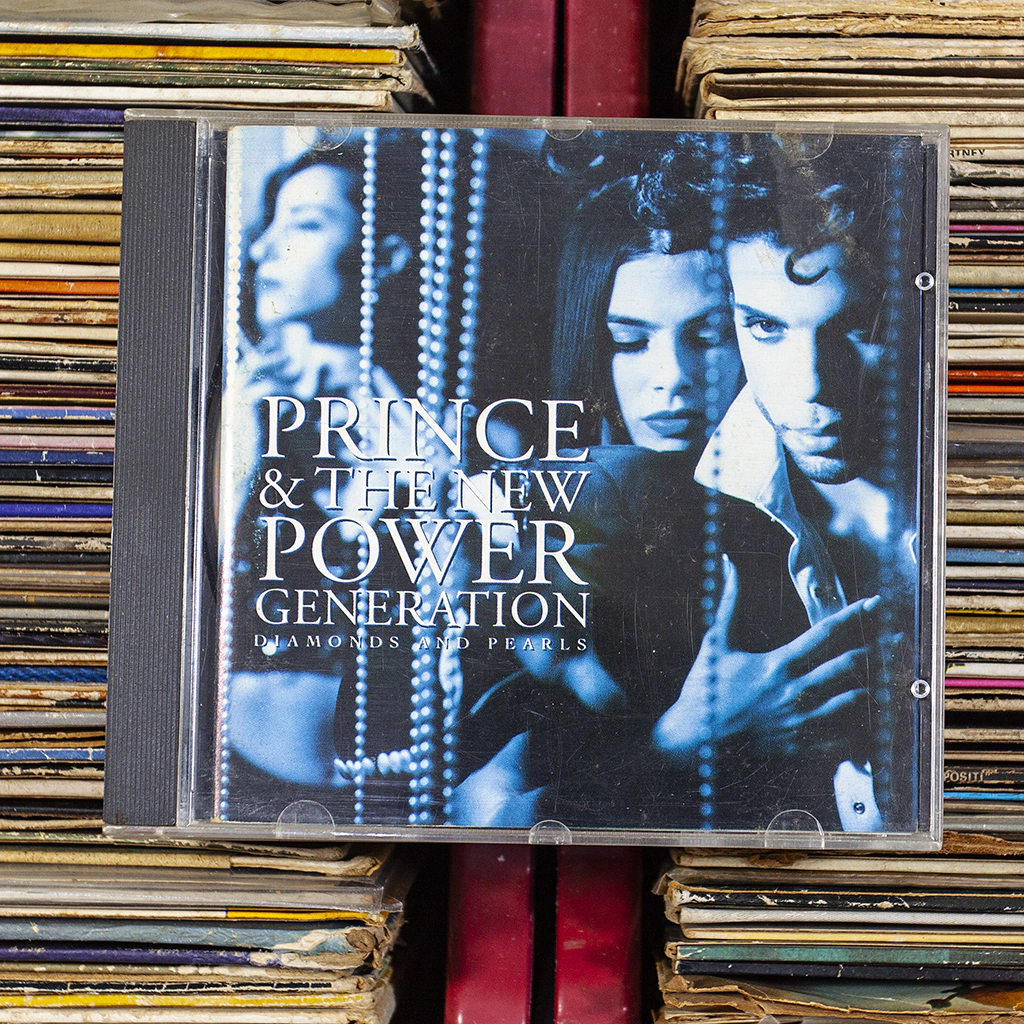 PRINCE
& THE NEW
POWER
GENERATION
DIAMONDS AND PEARLS